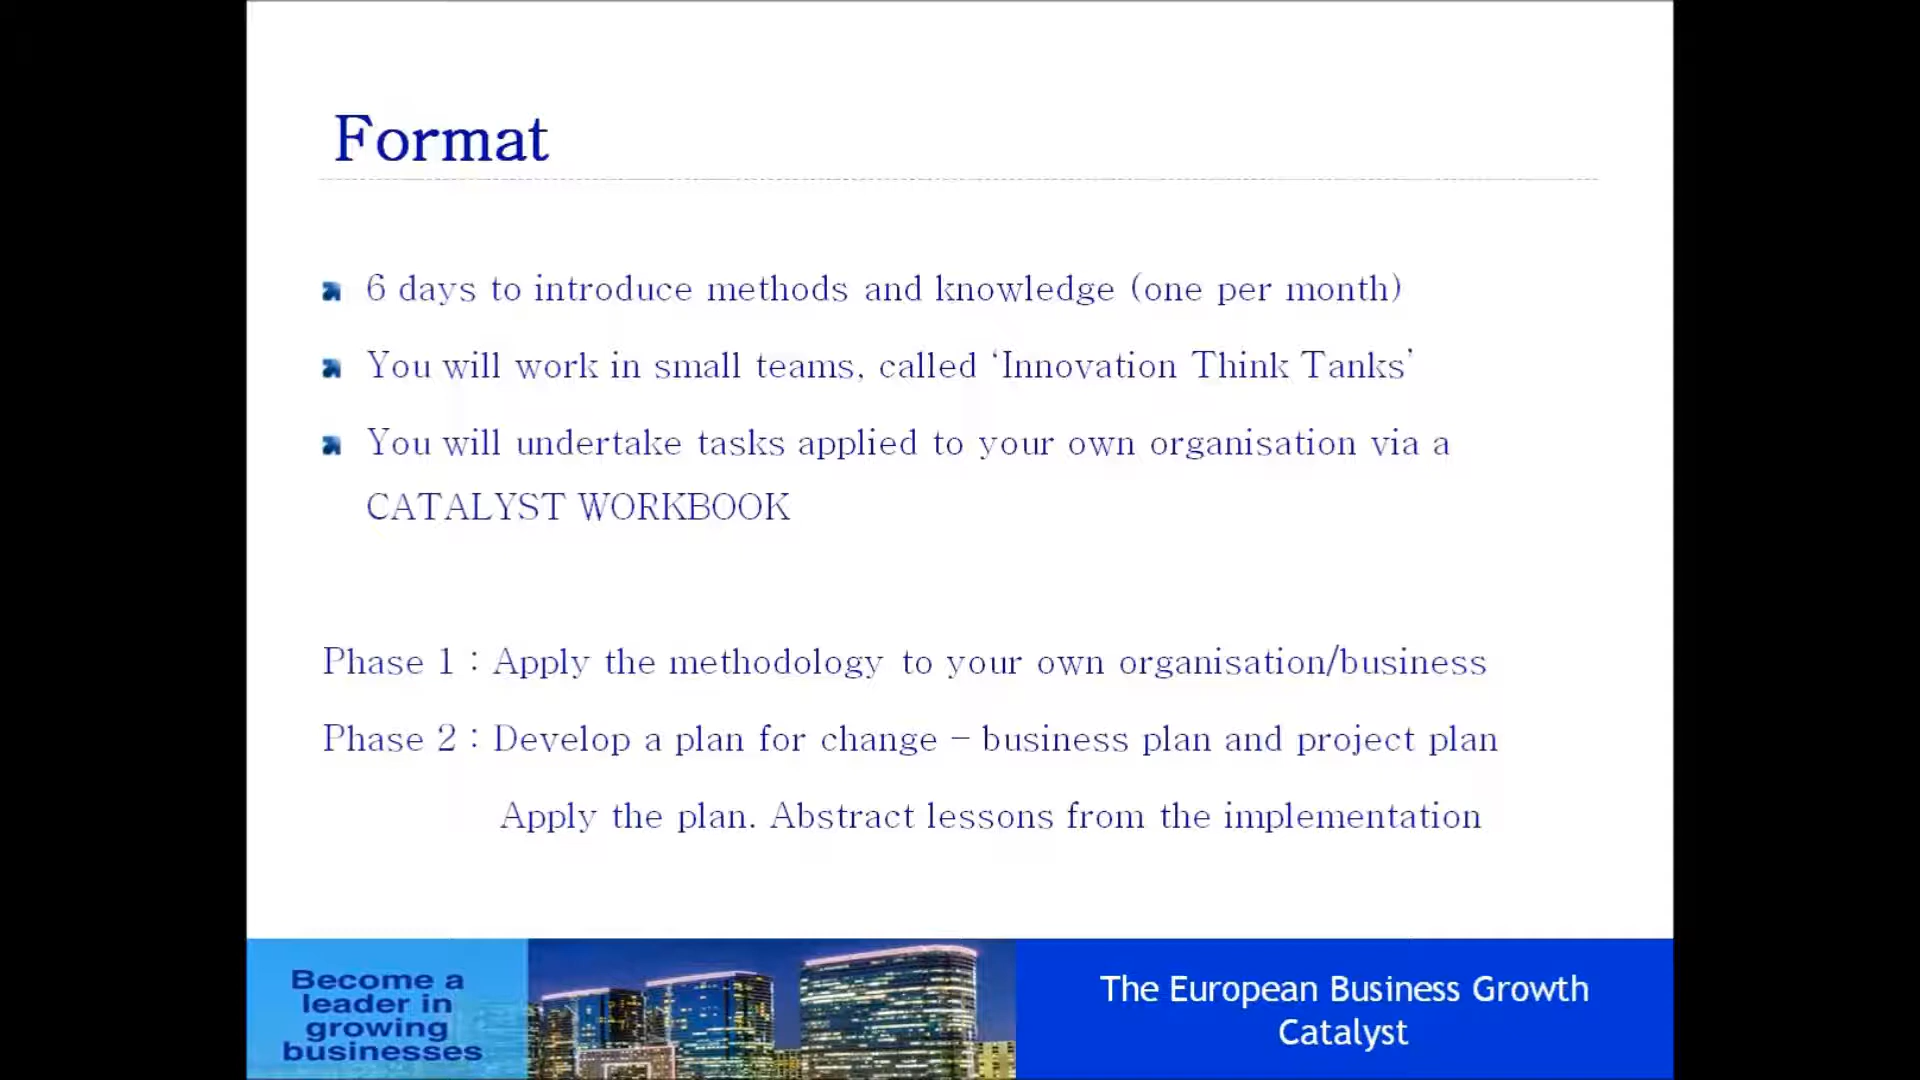 Format
6 days to introduce methods and knowledge (one per month)
You will work in small teams, called ‘Innovation Think Tanks’
You will undertake tasks applied to your own organisation via a
CATALYST WORKBOOK
Phase 1 : Apply the methodology to your own organisation/business
Phase 2 : Develop a plan for change – business plan and project plan
Apply the plan. Abstract lessons from the implementation
Become a
leader in
growing
businesses
The European Business Growth
Catalyst